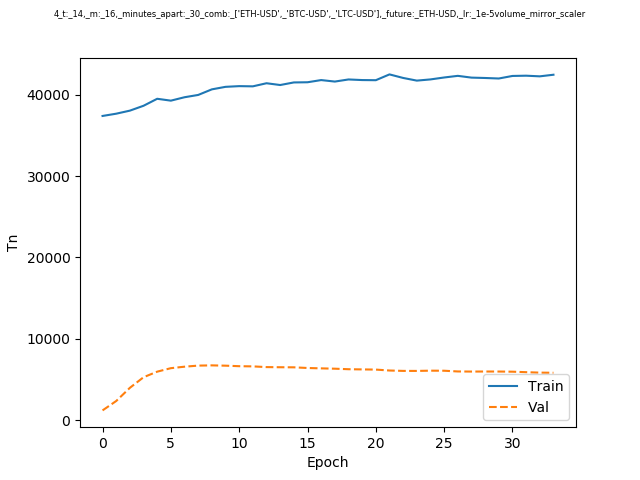 4_t:_14,_m:_16,_minutes_apart:_30_comb:_['ETH-USD',_'BTC-USD',_'LTC-USD'],_future:_ETH-USD,_lr:_1e-5volume_mirror_scaler
40000
30000
20000
10000
0
Tn
0 5 10 15 20 25 30
Epoch
Train
Val